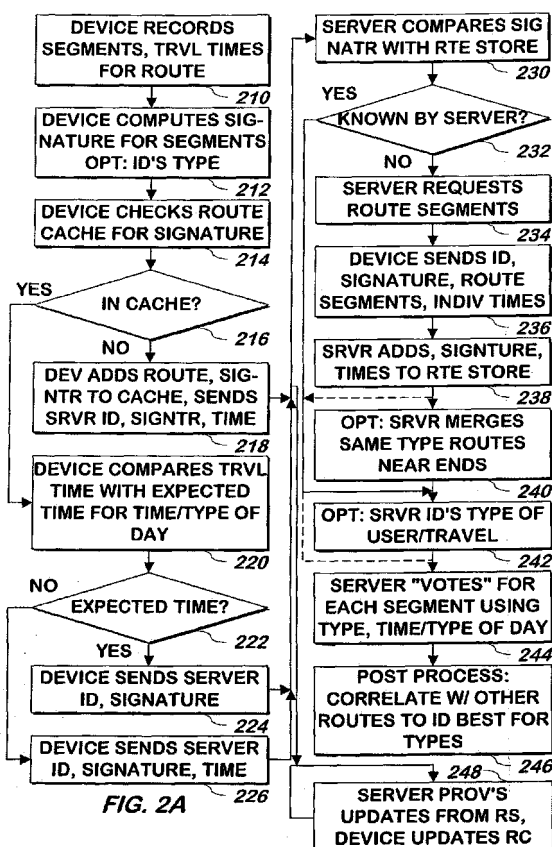 DEVICE RECORDS
SEGMENTS, TRVL TIMES
FOR ROUTE
210
DEVICE COMPUTES SIG-
NATURE FOR SEGMENTS
OPT: ID'S TYPE
212
DEVICE CHECKS ROUTE
CACHE FOR SIGNATURE
214
YES
IN CACHE?
216
NO
DEV ADDS ROUTE, SIG-
NTR TO CACHE, SENDS
SRVR ID, SIGNTR, TIME
218
DEVICE COMPARES TRVL
TIME WITH EXPECTED
TIME FOR TIME/TYPE OF
DAY
220
NO
EXPECTED TIME?
222
YES
DEVICE SENDS SERVER
ID, SIGNATURE
224
DEVICE SENDS SERVER
ID, SIGNATURE, TIME
226
FIG. 2A
SERVER COMPARES SIG
NATR WITH RTE STORE
230
YES
KNOWN BY SERVER?
232
NO
SERVER REQUESTS
ROUTE SEGMENTS
234
DEVICE SENDS ID,
SIGNATURE, ROUTE
SEGMENTS, INDIV TIMES
236
SRVR ADDS, SIGNTURE,
TIMES TO RTE STORE
238
OPT: SRVR MERGES
SAME TYPE ROUTES
NEAR ENDS
240
OPT: SRVR ID'S TYPE OF
USER/TRAVEL
242
SERVER "VOTES" FOR
EACH SEGMENT USING
TYPE, TIME/TYPE OF DAY
244
POST PROCESS:
CORRELATE W/ OTHER
ROUTES TO ID BEST FOR
TYPES
246
248
SERVER PROV'S
UPDATES FROM RS,
DEVICE UPDATES RC